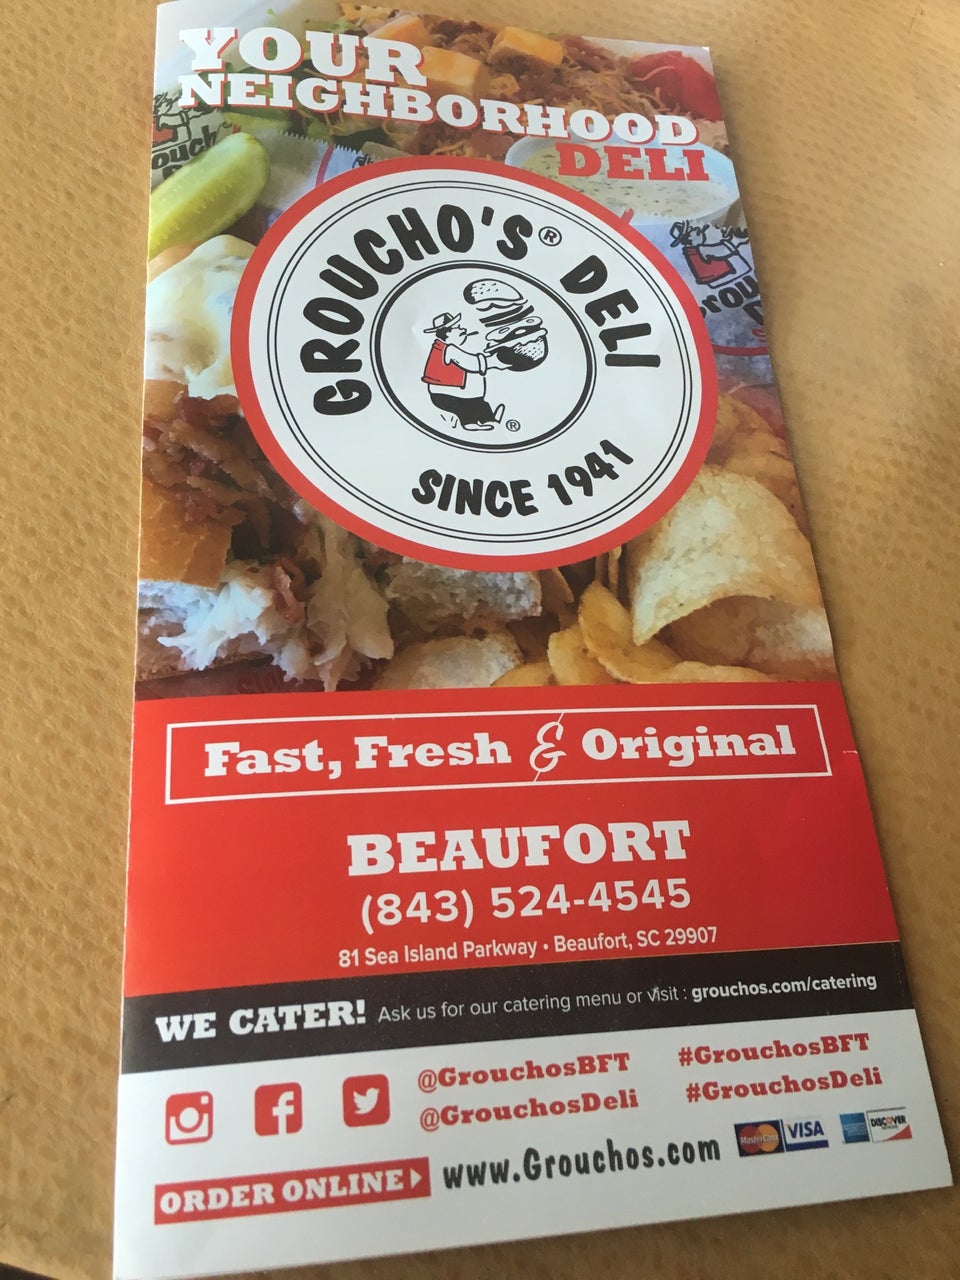 YOUR
NEIGHBORHOOD
DELI
GROUCHO'S® DELI
®
SINCE 1941
Fast, Fresh & Original
BEAUFORT
(843) 524-4545
81 Sea Island Parkway • Beaufort, SC 29907
WE CATER! Ask us for our catering menu or visit : grouchos.com/catering
@GrouchosBFT #GrouchosBFT
@GrouchosDeli #GrouchosDeli
ORDER ONLINE www.Grouchos.com MasterCard VISA DISCOVER